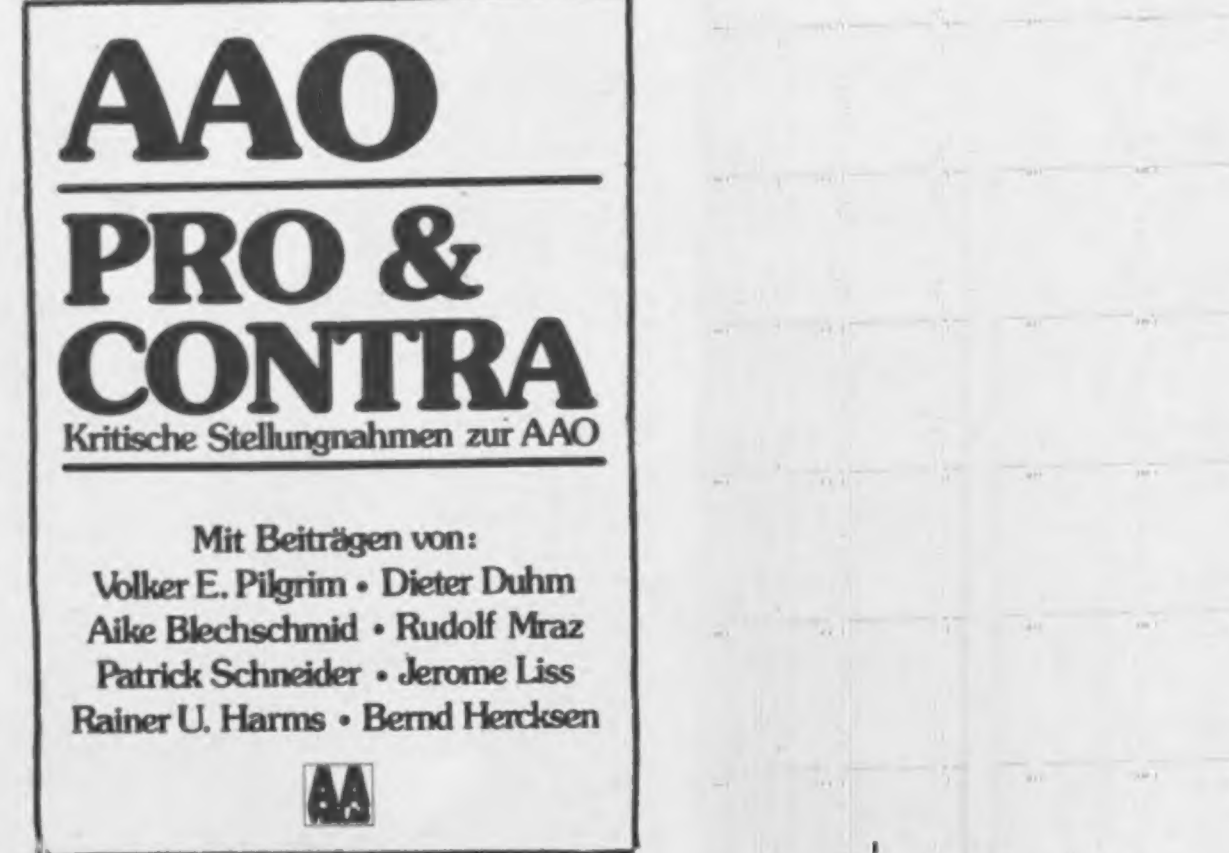 AAO
PRO &
CONTRA
Kritische Stellungnahmen zur AAO
Mit Beiträgen von:
Volker E. Pilgrim • Dieter Duhm
Aike Blechschmid • Rudolf Mraz
Patrick Schneider • Jerome Liss
Rainer U. Harms • Bernd Hercksen
AA